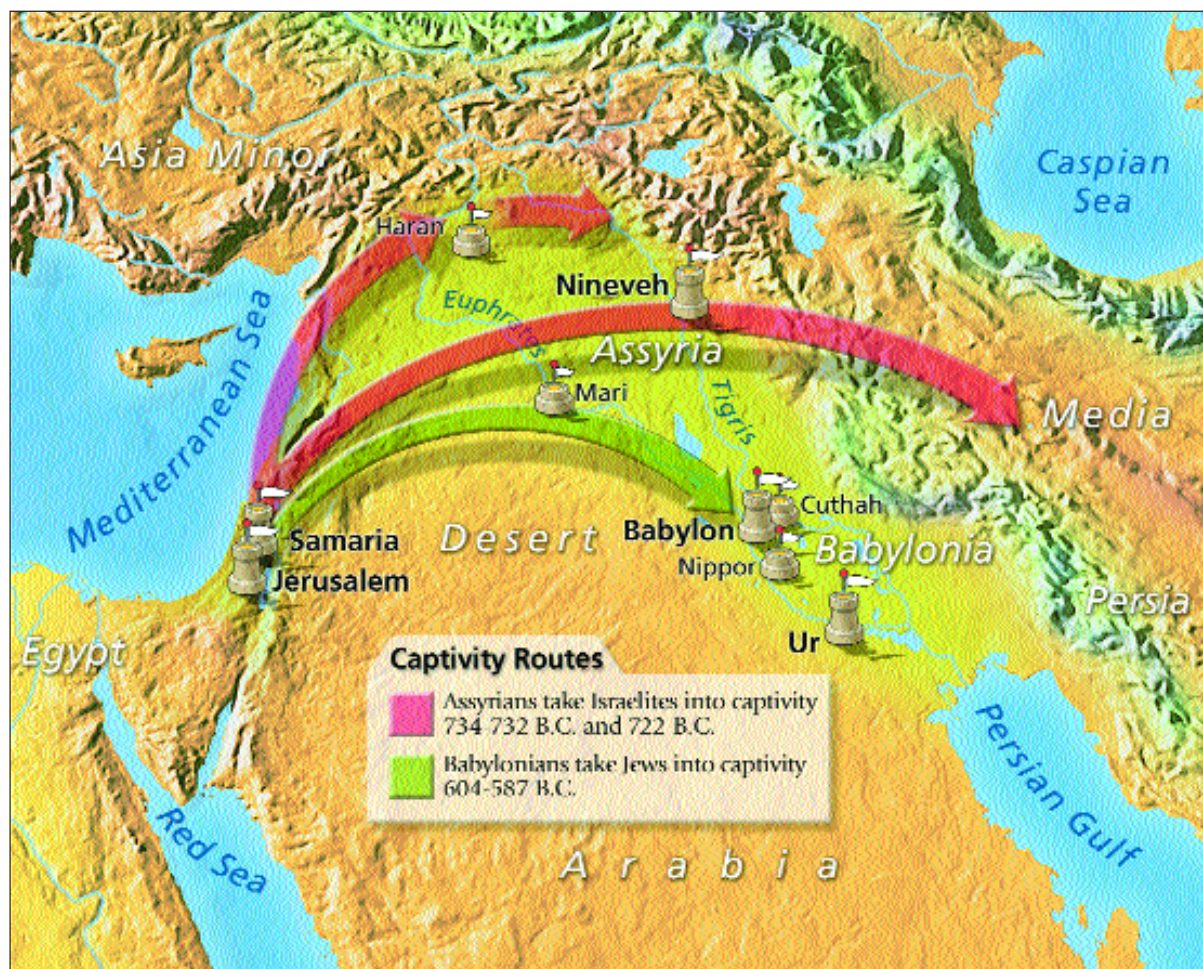 Asia Minor
Caspian
Sea
Haran
Nineveh
Euphrates
Assyria
Mediterranean Sea
Mari
Tigris
Media
Cuthah
Samaria
Desert
Babylon
Babylonia
Jerusalem
Nippor
Persia
Egypt
Ur
Captivity Routes
Assyrians take Israelites into captivity
734-732 B.C. and 722 B.C.
Babylonians take Jews into captivity
604-587 B.C.
Red Sea
Persian Gulf
Arabia